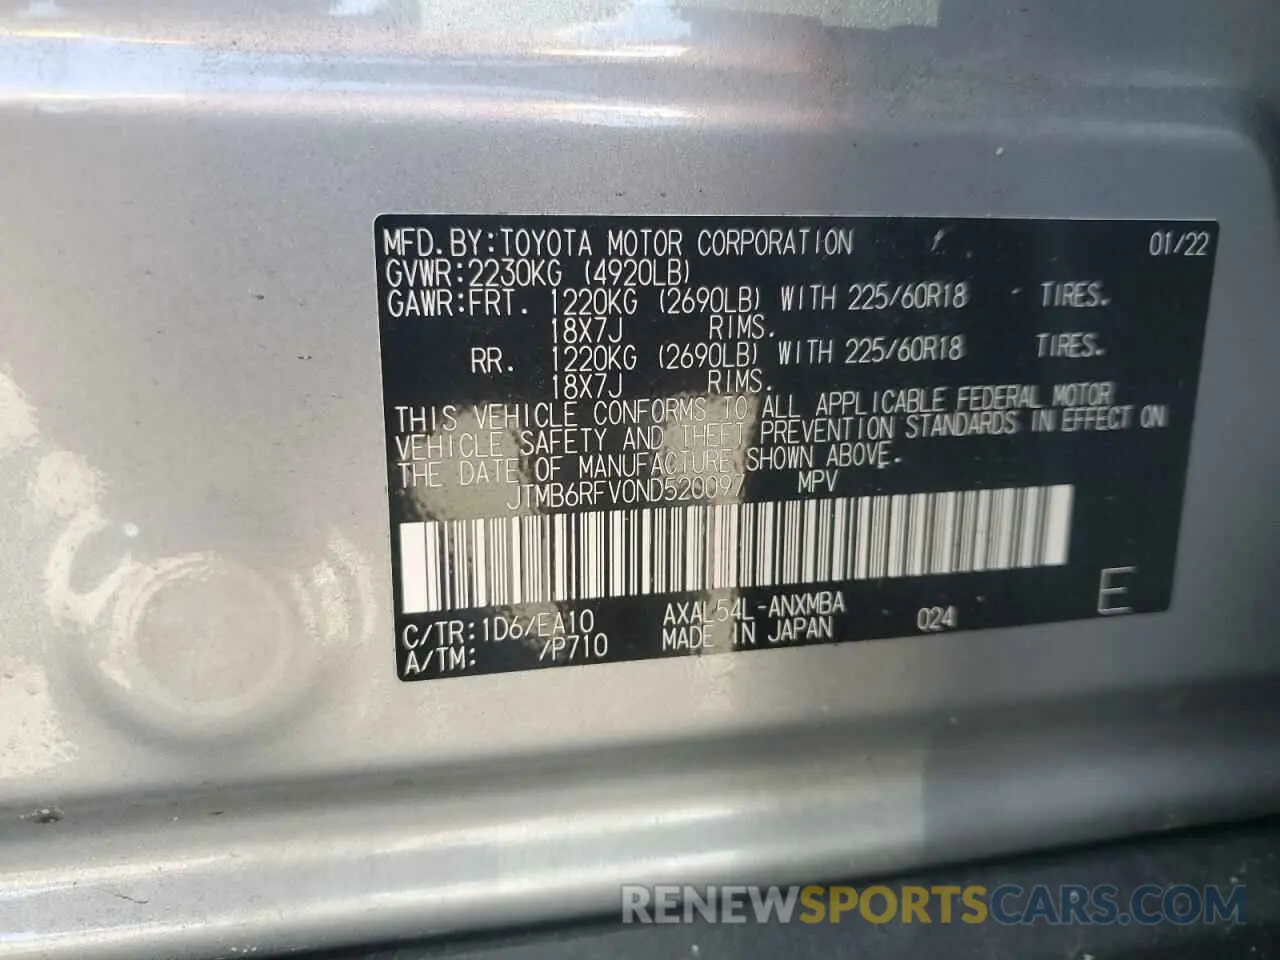 MFD.BY:TOYOTA MOTOR CORPORATION 01/22
GVWR:2230KG (4920LB)
GAWR:FRT. 1220KG (2690LB) WITH 225/60R18 TIRES.
18X7J RIMS.
RR. 1220KG (2690LB) WITH 225/60R18 TIRES.
18X7J RIMS.
THIS VEHICLE CONFORMS TO ALL APPLICABLE FEDERAL MOTOR
VEHICLE SAFETY AND THEFT PREVENTION STANDARDS IN EFFECT ON
THE DATE OF MANUFACTURE SHOWN ABOVE.
JTMB6RFV0ND520097 MPV
E
C/TR:1D6/EA10 AXAL54L-ANXMBA 024
A/TM: /P710 MADE IN JAPAN
RENEWSPORTSCARS.COM